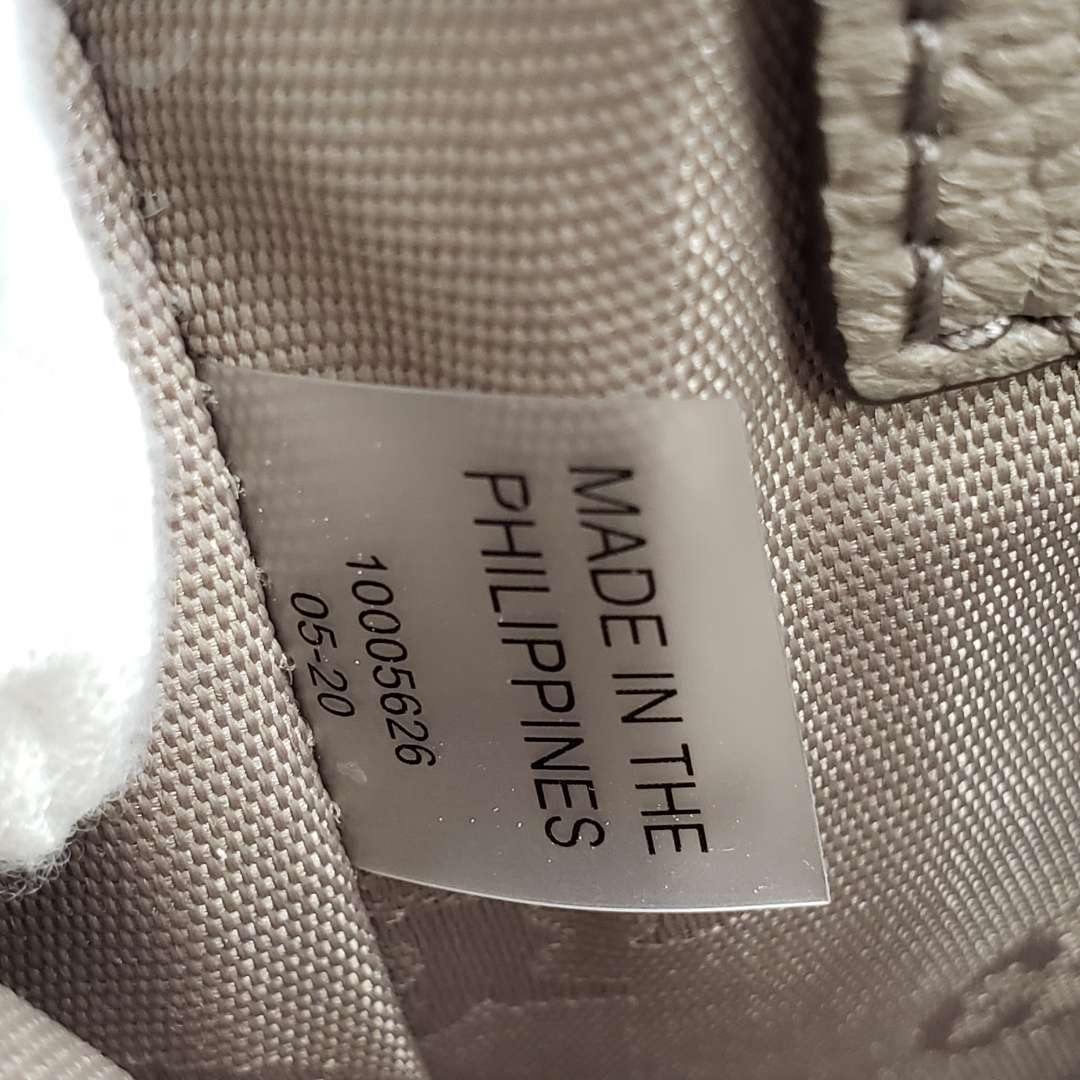 MADE IN THE
PHILIPPINES
10005626
05-20